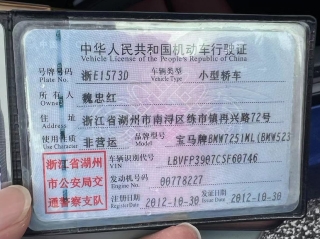 中华人民共和国机动车行驶证
Vehicle License of the People's Republic of China
号牌号码 Plate No. 浙E1573D 车辆类型 Vehicle Type 小型轿车
所有人 Owner 魏忠红
住址 Address 浙江省湖州市南浔区练市镇再兴路72号
使用性质 Use Character 非营运 品牌型号 Model 宝马牌BMW7251ML(BMW523
浙江省湖州市公安局交通警察支队
车辆识别代号 VIN LBVFP3907CSF60746
发动机号码 Engine No. 00778227
注册日期 Register Date 2012-10-30 发证日期 Issue Date 2012-10-30